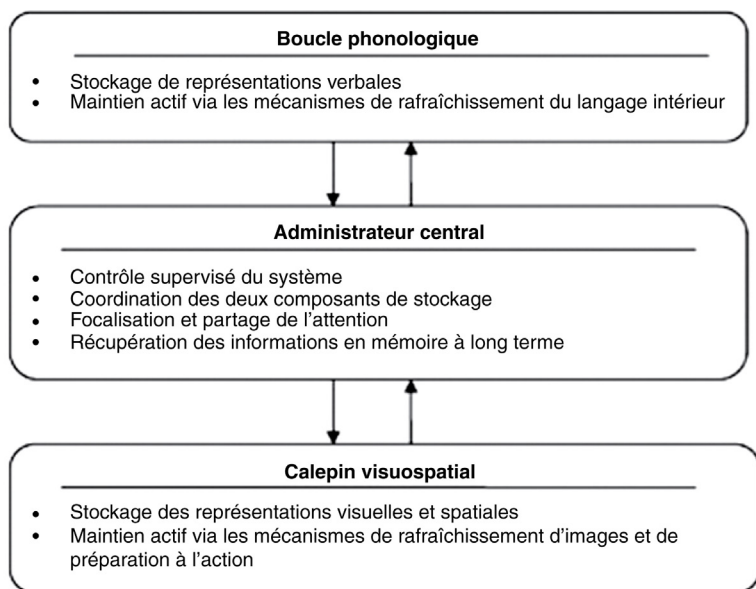 Boucle phonologique
• Stockage de représentations verbales
• Maintien actif via les mécanismes de rafraîchissement du langage intérieur
Administrateur central
• Contrôle supervisé du système
• Coordination des deux composants de stockage
• Focalisation et partage de l'attention
• Récupération des informations en mémoire à long terme
Calepin visuospatial
• Stockage des représentations visuelles et spatiales
• Maintien actif via les mécanismes de rafraîchissement d'images et de
préparation à l'action